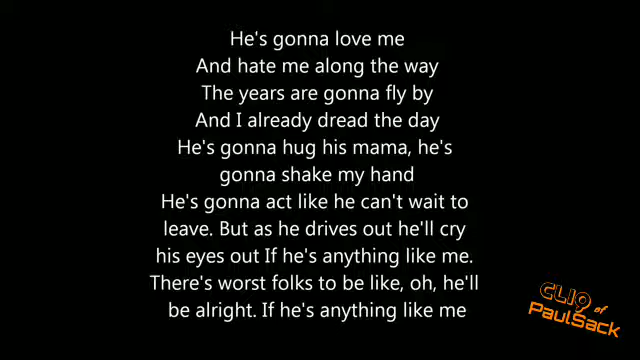 He's gonna love me
And hate me along the way
The years are gonna fly by
And I already dread the day
He's gonna hug his mama, he's
gonna shake my hand
He's gonna act like he can't wait to
leave. But as he drives out he'll cry
his eyes out If he's anything like me.
There's worst folks to be like, oh, he'll
be alright. If he's anything like me
CLIQ of
PaulSack